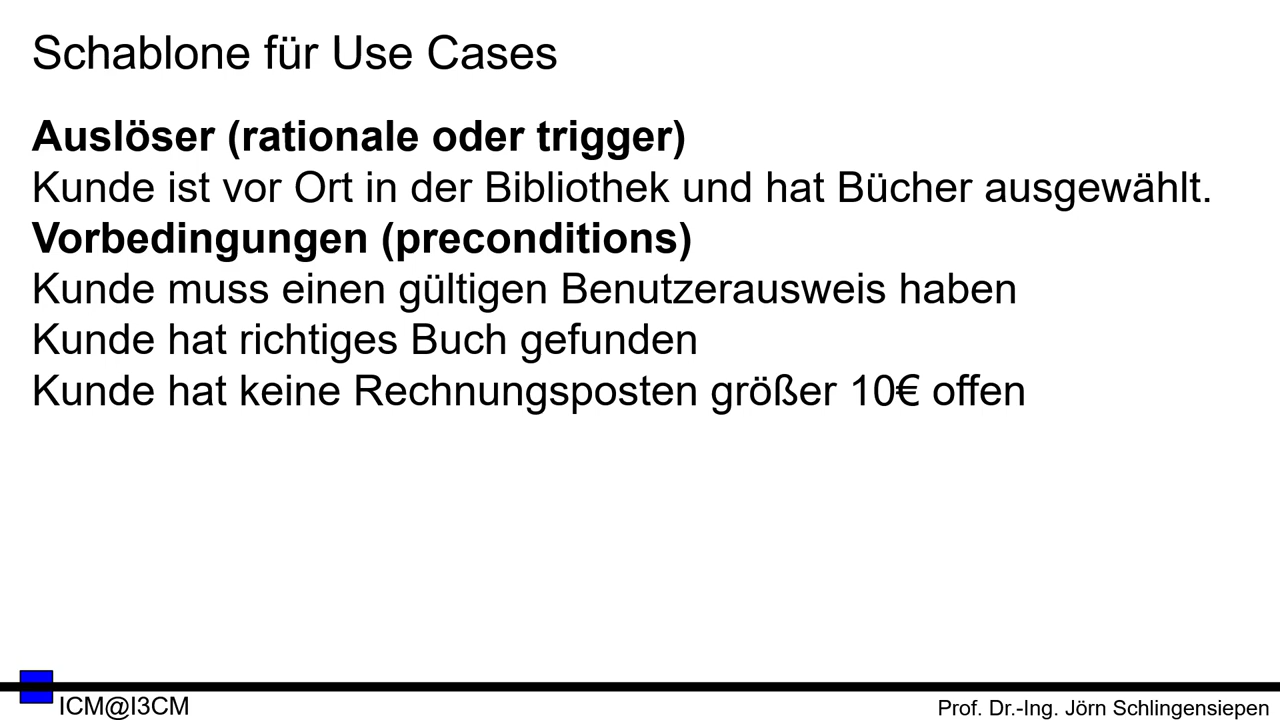 Schablone für Use Cases
Auslöser (rationale oder trigger)
Kunde ist vor Ort in der Bibliothek und hat Bücher ausgewählt.
Vorbedingungen (preconditions)
Kunde muss einen gültigen Benutzerausweis haben
Kunde hat richtiges Buch gefunden
Kunde hat keine Rechnungsposten größer 10€ offen
ICM@I3CM
Prof. Dr.-Ing. Jörn Schlingensiepen